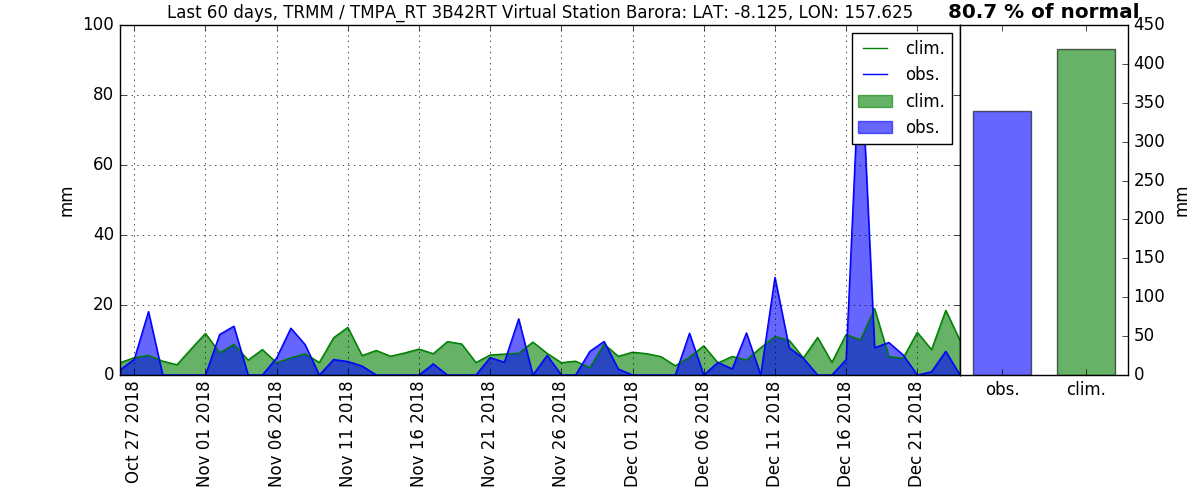 Last 60 days, TRMM / TMPA_RT 3B42RT Virtual Station Barora: LAT: -8.125, LON: 157.625
80.7 % of normal
mm
100
80
60
40
20
0
clim.
obs.
clim.
obs.
450
400
350
300
250
200
150
100
50
0
mm
obs.
clim.
Oct 27 2018
Nov 01 2018
Nov 06 2018
Nov 11 2018
Nov 16 2018
Nov 21 2018
Nov 26 2018
Dec 01 2018
Dec 06 2018
Dec 11 2018
Dec 16 2018
Dec 21 2018